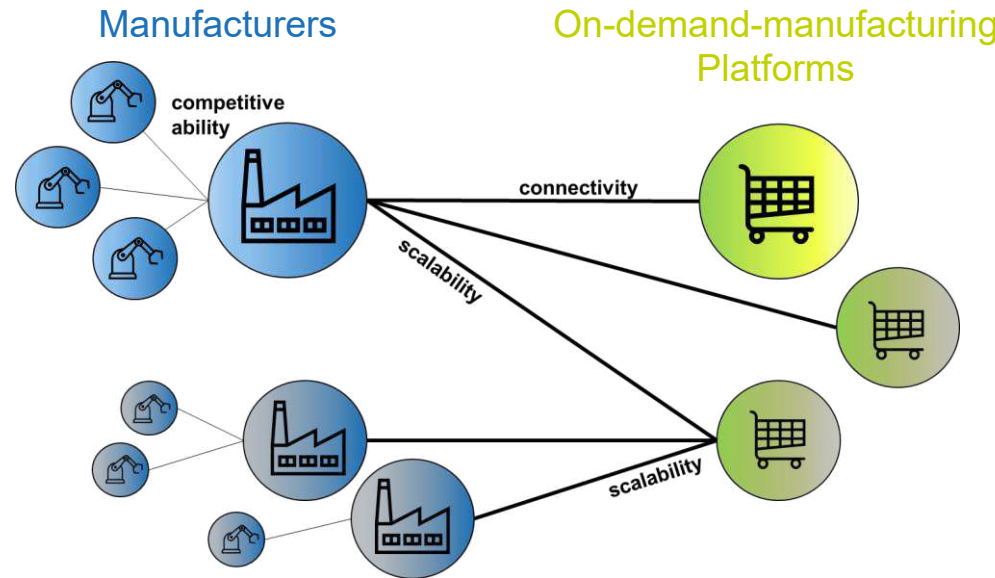 Manufacturers
On-demand-manufacturing
Platforms
competitive
ability
connectivity
scalability
scalability